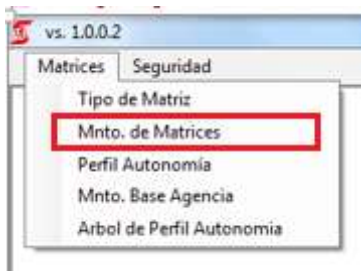 vs. 1.0.0.2
Matrices Seguridad
Tipo de Matriz
Mnto. de Matrices
Perfil Autonomía
Mnto. Base Agencia
Arbol de Perfil Autonomia